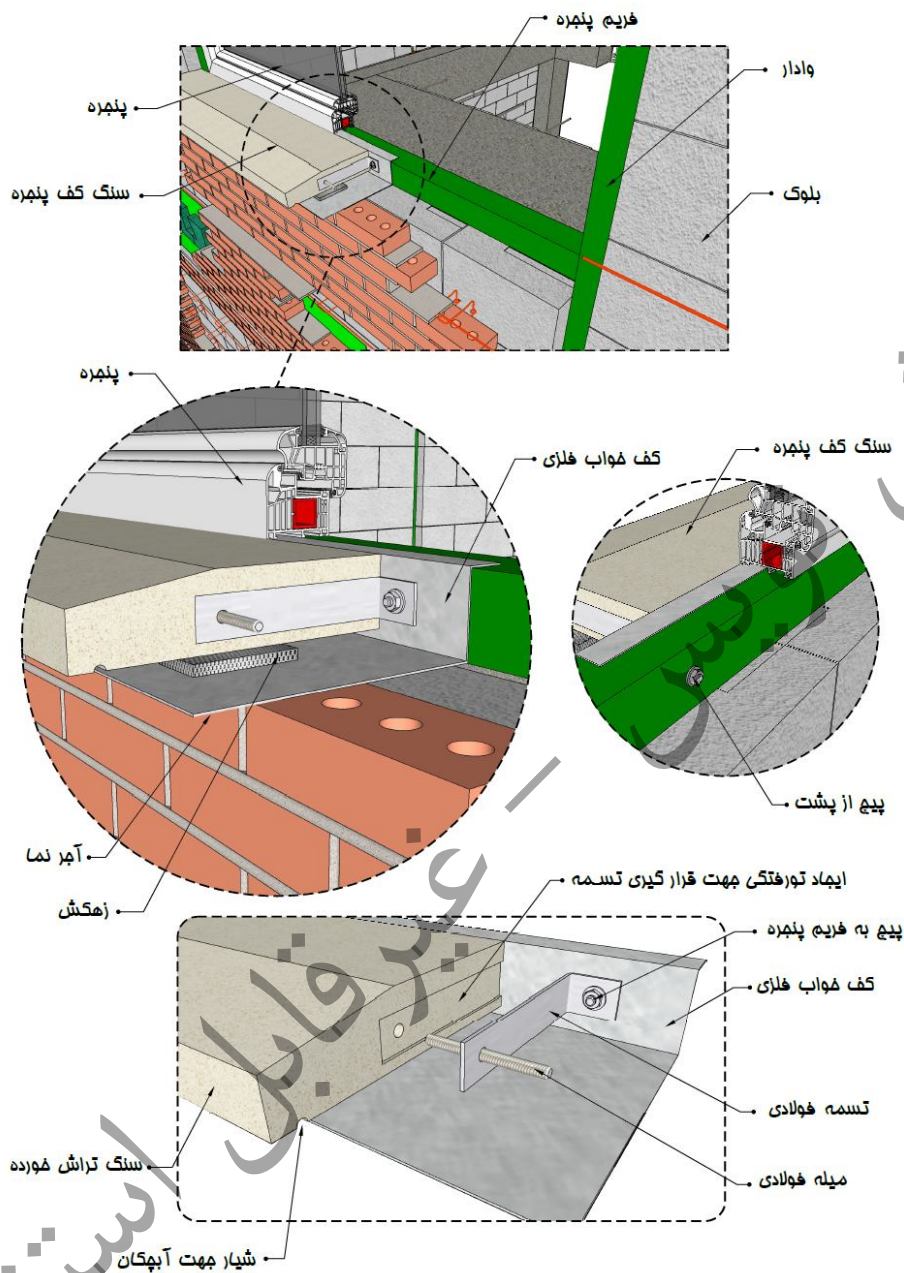 فریم پنجره
وادار
پنجره
سنگ کف پنجره
بلوک
پنجره
کف خواب فلزی
سنگ کف پنجره
پیچ از پشت
آجر نما
زهکش
ایجاد تورفتگی جهت قرار گیری تسمه
پیچ به فریم پنجره
کف خواب فلزی
تسمه فولادی
سنگ تراش خورده
میله فولادی
شیار جهت آبچکان
غیر قابل